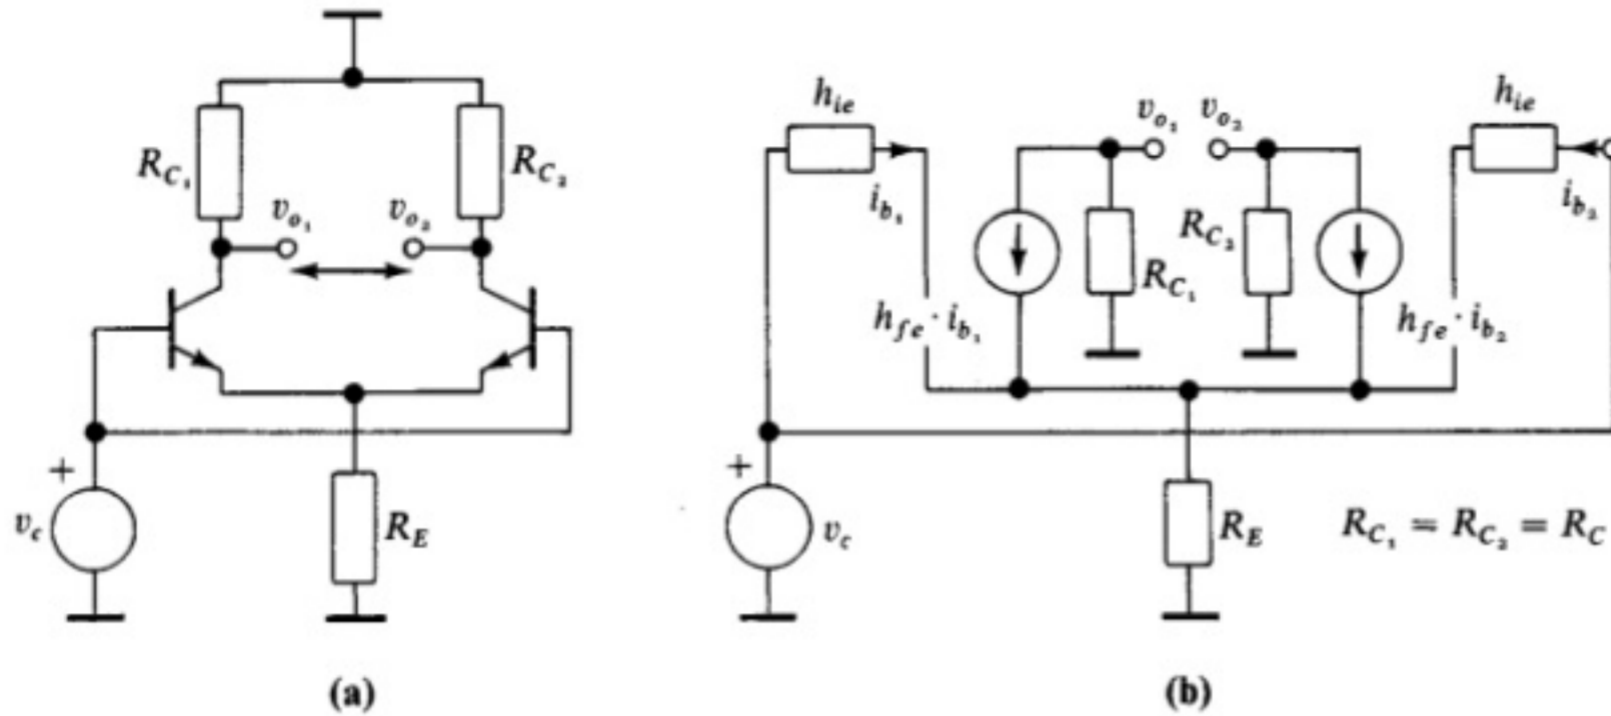 R_C₁
R_C₂
v_o₁
v_o₂
+
v_c
R_E
(a)
h_ie
i_b₁
v_o₁ v_o₂
h_ie
i_b₂
R_C₂
R_C₁
h_fe · i_b₁
h_fe · i_b₂
+
v_c
R_E
R_C₁ = R_C₂ = R_C
(b)